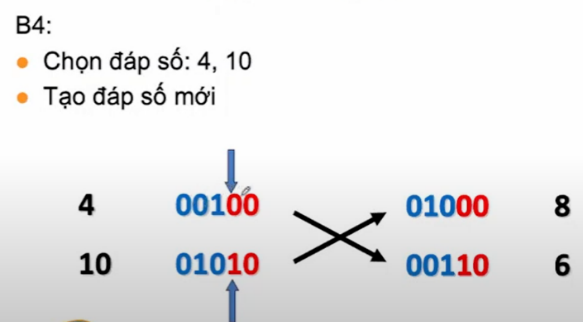 B4:
Chọn đáp số: 4, 10
Tạo đáp số mới
4 00100 01000 8
10 01010 00110 6